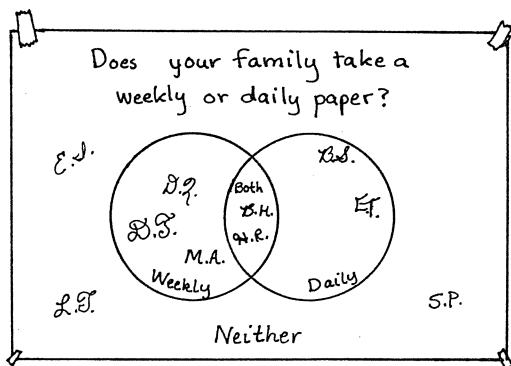 Does your family take a
weekly or daily paper?
E.S.
B.S.
D.Q.
Both
B.H.
E.T.
D.T.
H.R.
M.A.
Weekly
Daily
L.T.
S.P.
Neither